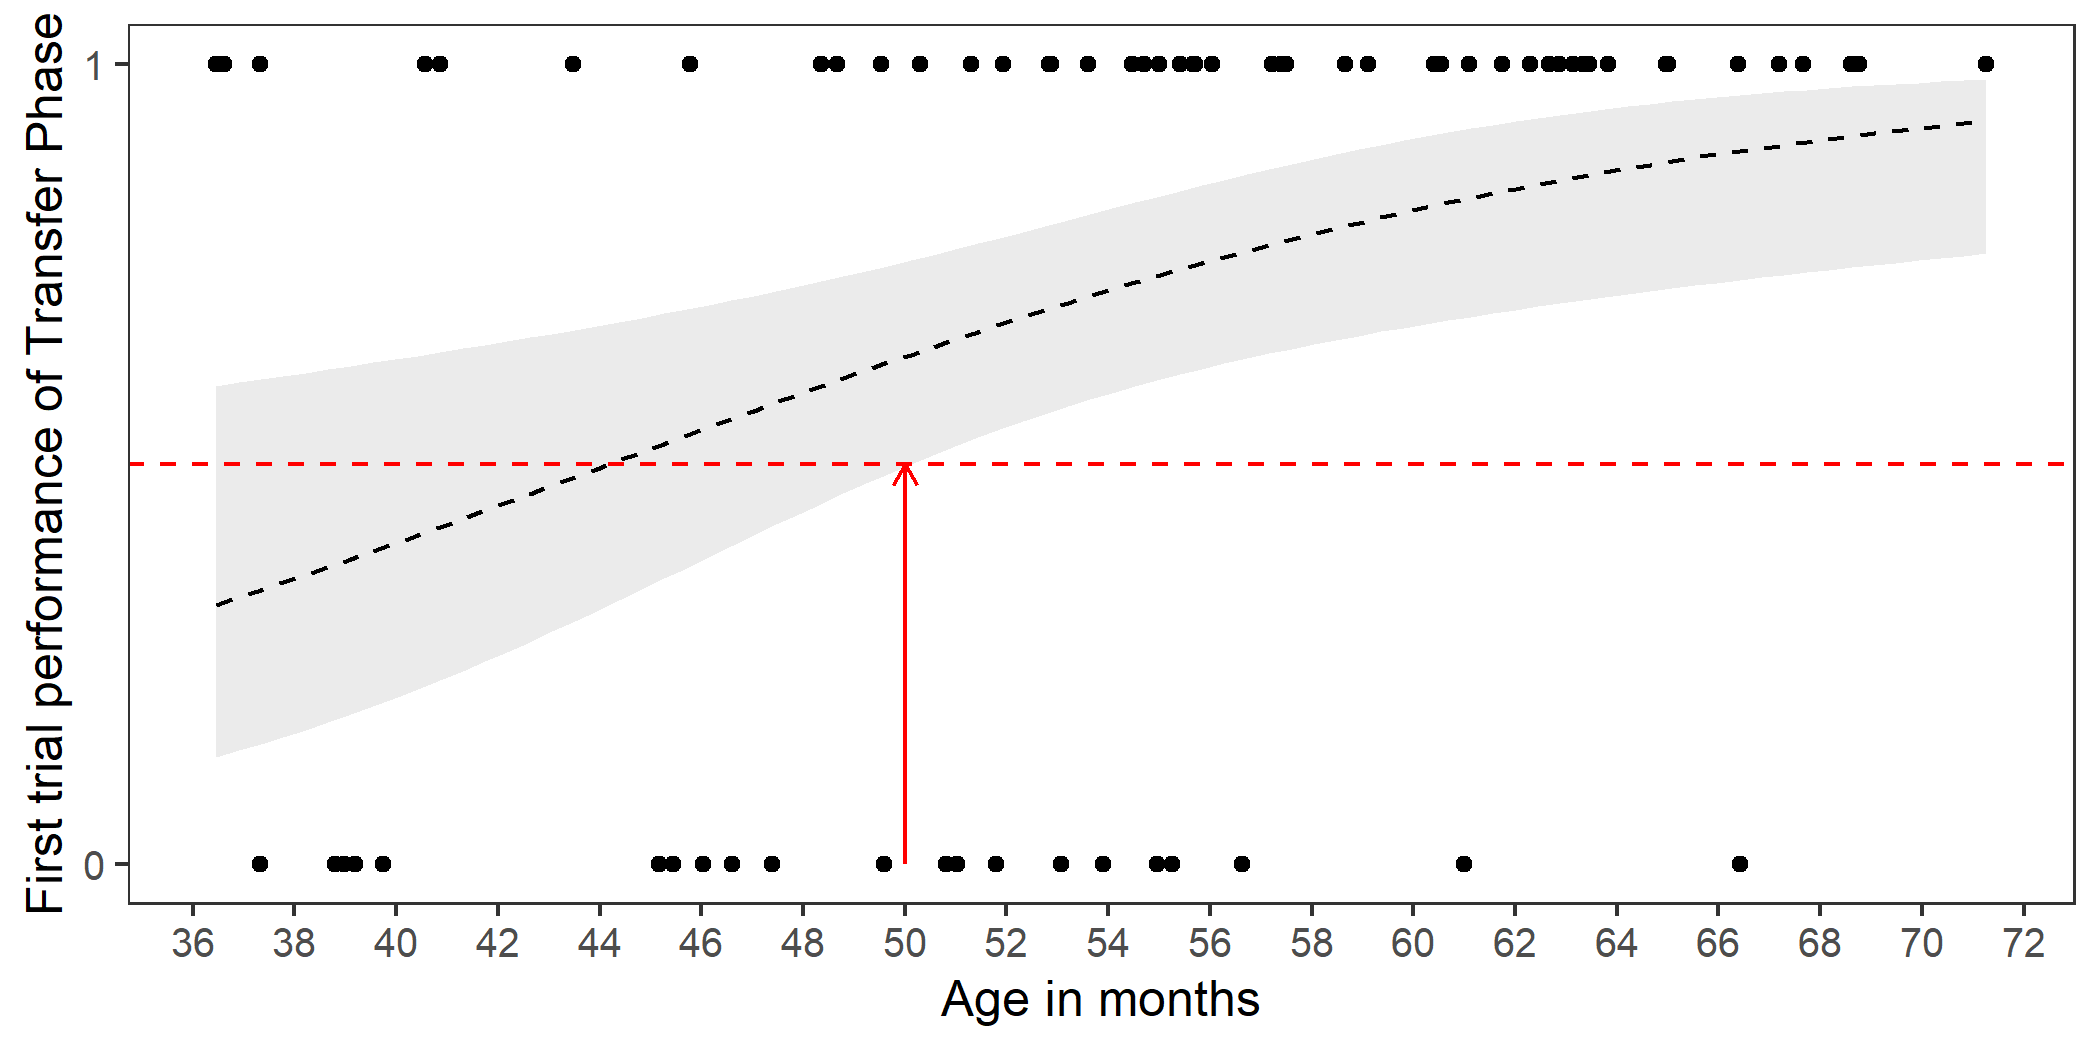 First trial performance of Transfer Phase
1
0
36 38 40 42 44 46 48 50 52 54 56 58 60 62 64 66 68 70 72
Age in months